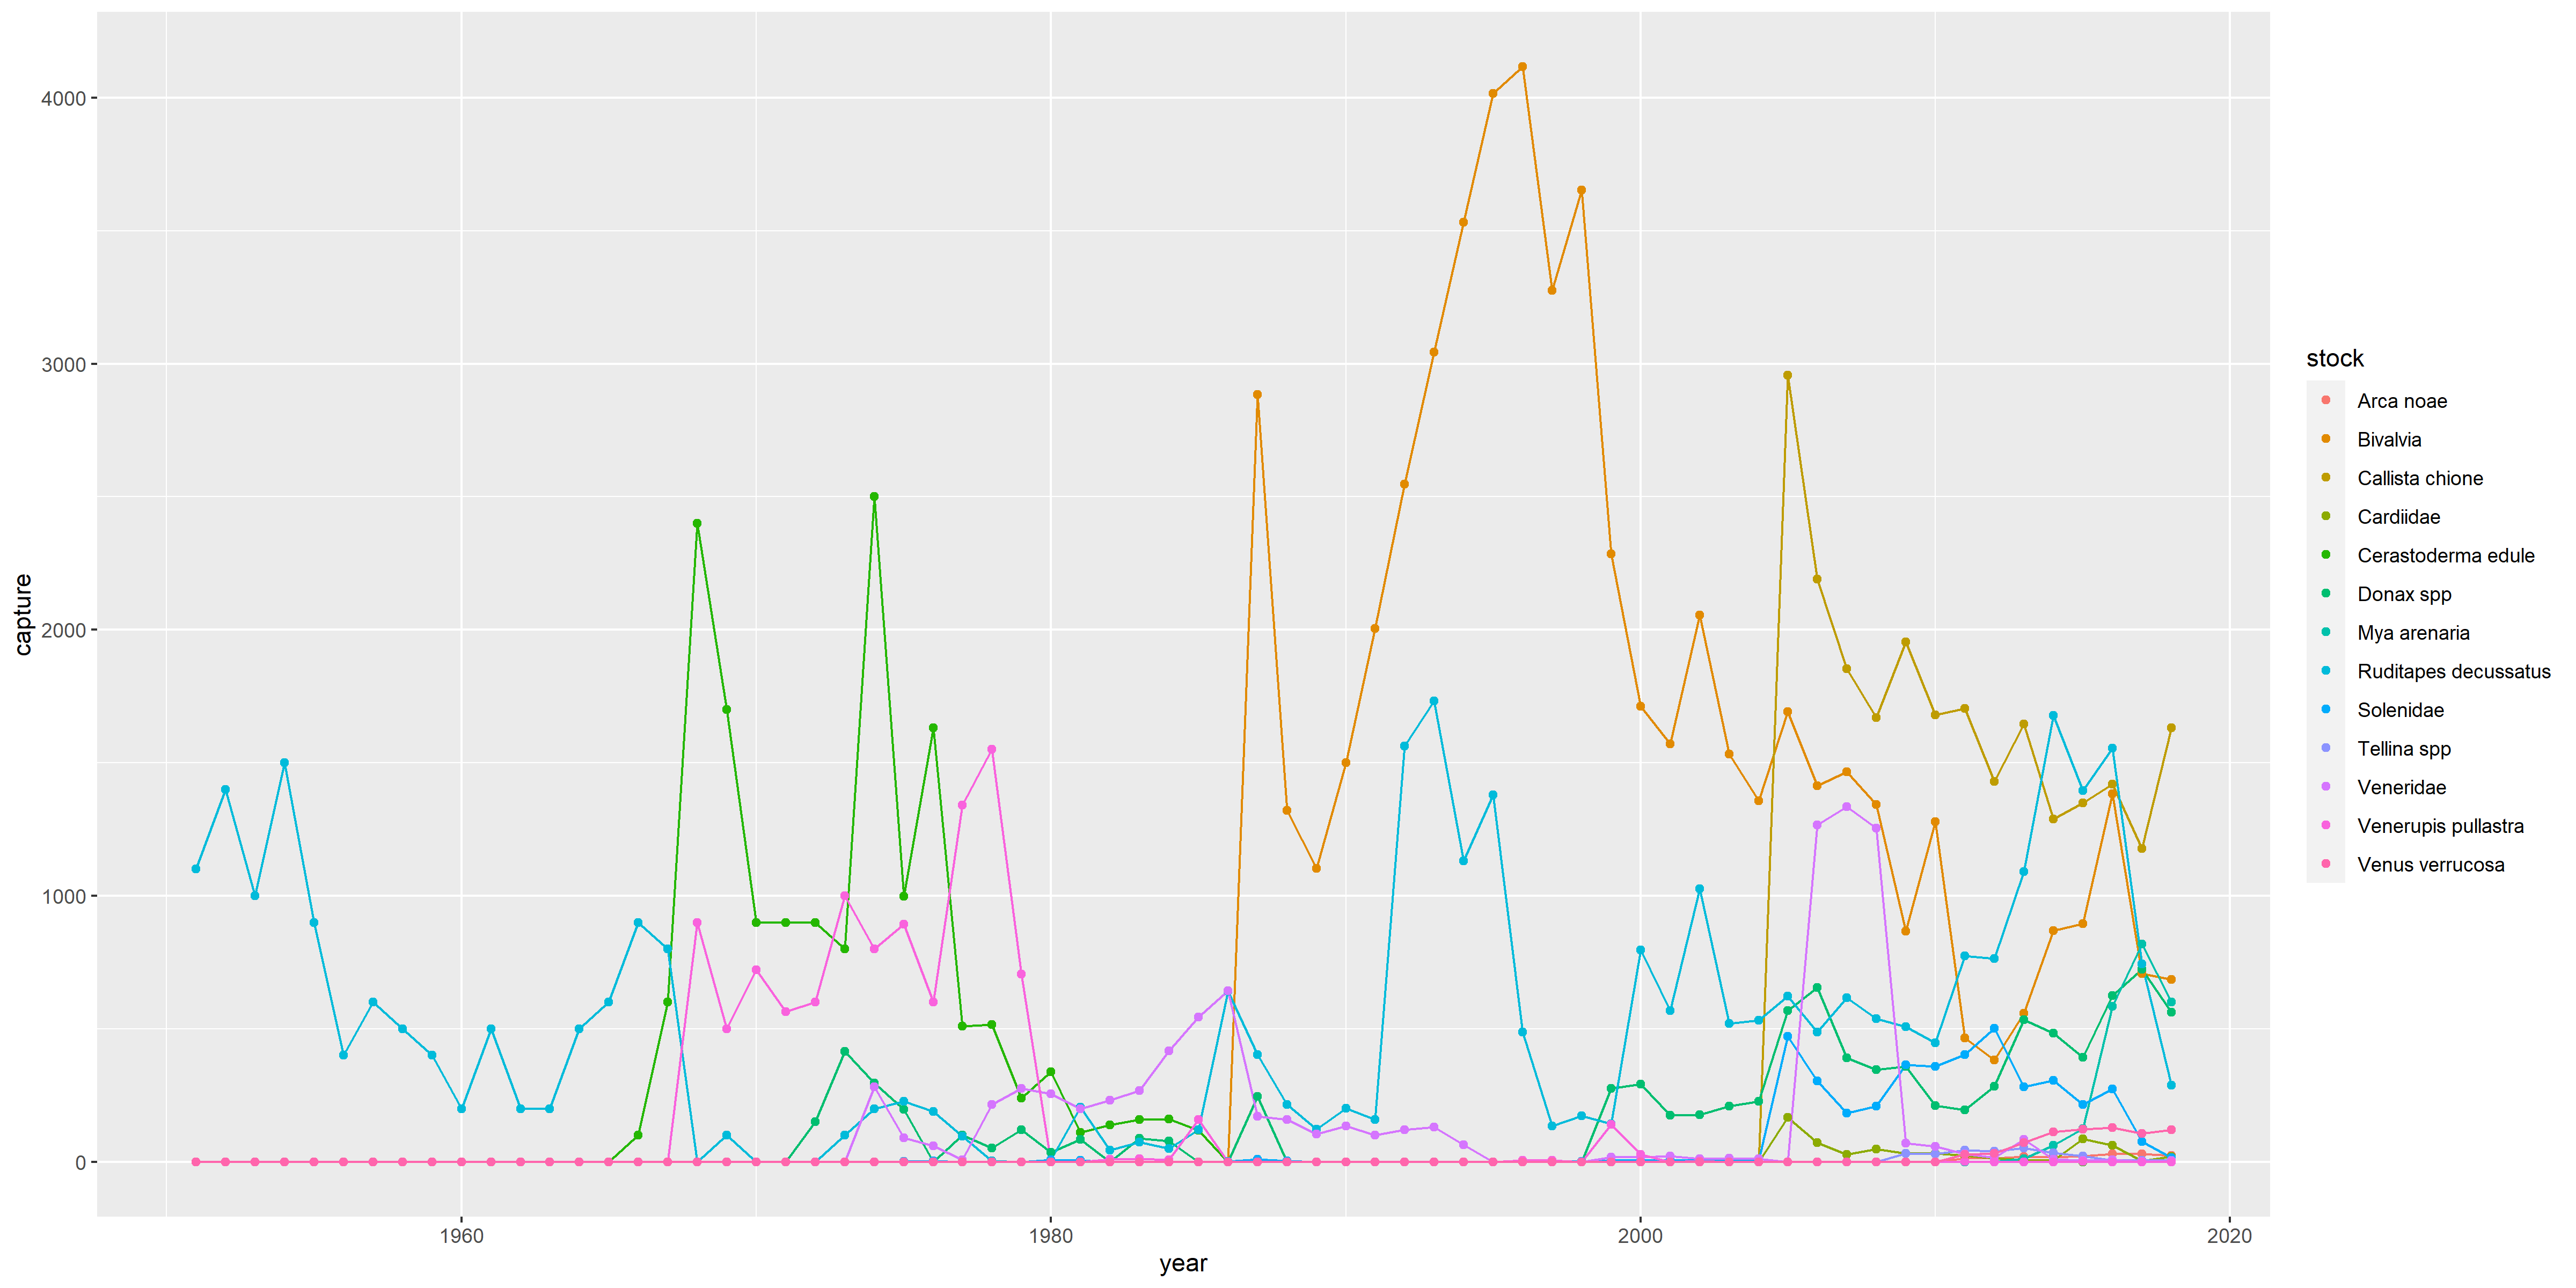 4000
3000
2000
1000
0
capture
1960
1980
2000
2020
year
stock
Arca noae
Bivalvia
Callista chione
Cardiidae
Cerastoderma edule
Donax spp
Mya arenaria
Ruditapes decussatus
Solenidae
Tellina spp
Veneridae
Venerupis pullastra
Venus verrucosa